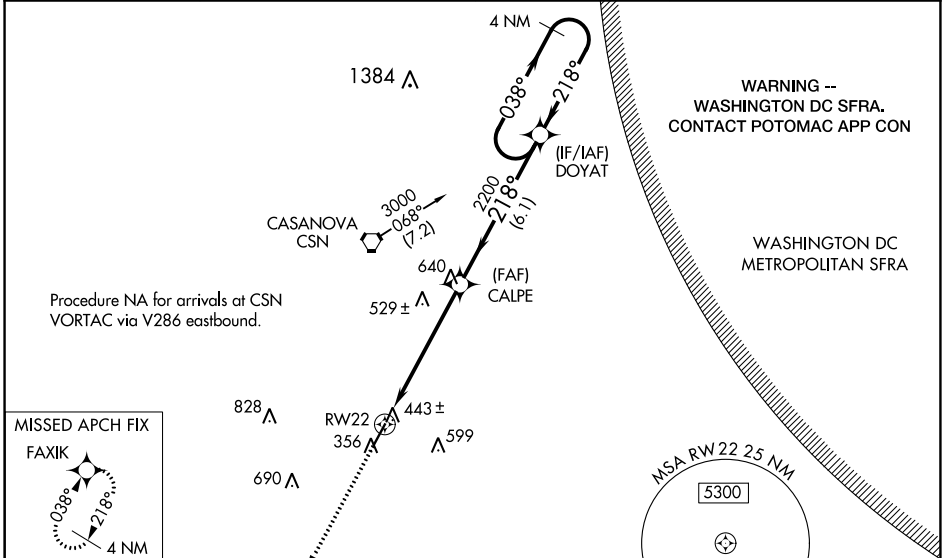 4 NM
1384
038°
218°
WARNING --
WASHINGTON DC SFRA.
CONTACT POTOMAC APP CON
(IF/IAF)
DOYAT
2200
218°
(6.1)
3000
068°
(7.2)
CASANOVA
CSN
WASHINGTON DC
METROPOLITAN SFRA
640
(FAF)
CALPE
529 ±
Procedure NA for arrivals at CSN
VORTAC via V286 eastbound.
828
RW22
443 ±
356
599
690
MISSED APCH FIX
FAXIK
038°
218°
4 NM
MSA RW22 25 NM
5300